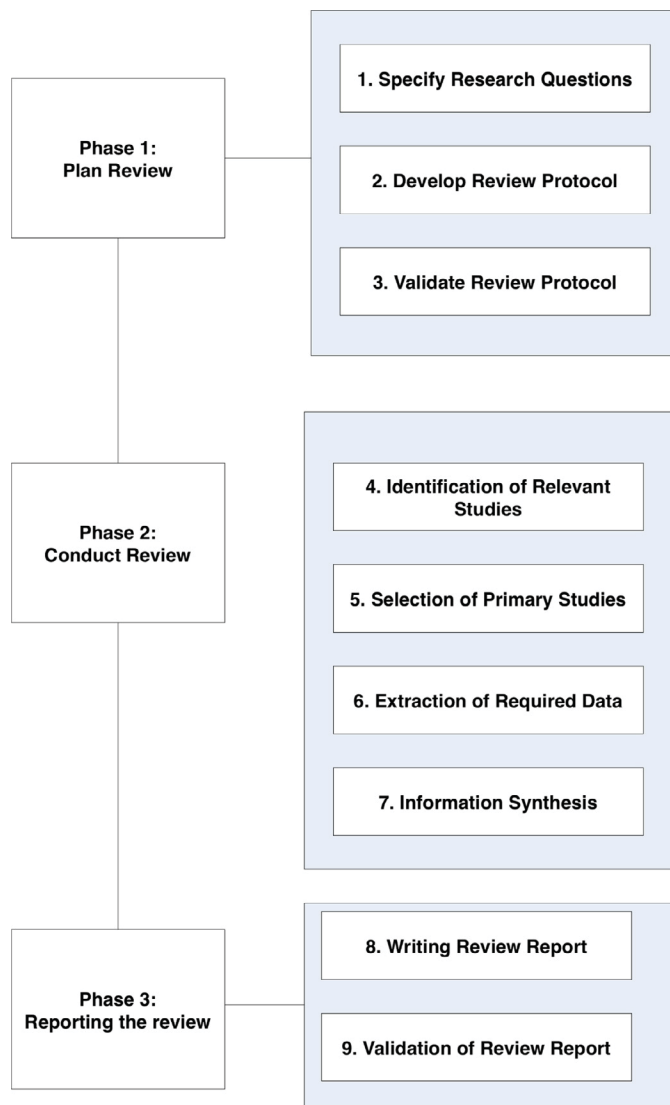 Phase 1:
Plan Review
1. Specify Research Questions
2. Develop Review Protocol
3. Validate Review Protocol
Phase 2:
Conduct Review
4. Identification of Relevant
Studies
5. Selection of Primary Studies
6. Extraction of Required Data
7. Information Synthesis
Phase 3:
Reporting the review
8. Writing Review Report
9. Validation of Review Report